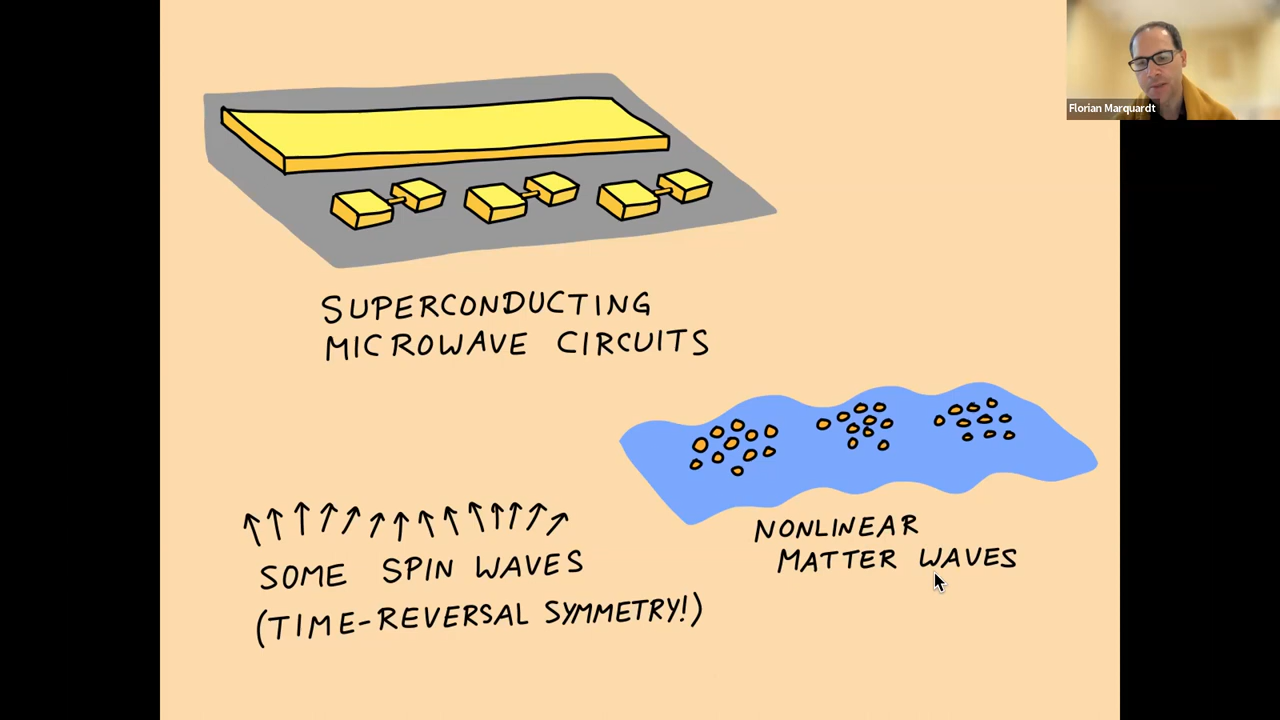 Florian Marquardt
SUPERCONDUCTING
MICROWAVE CIRCUITS
NONLINEAR
MATTER WAVES
SOME SPIN WAVES
(TIME-REVERSAL SYMMETRY!)